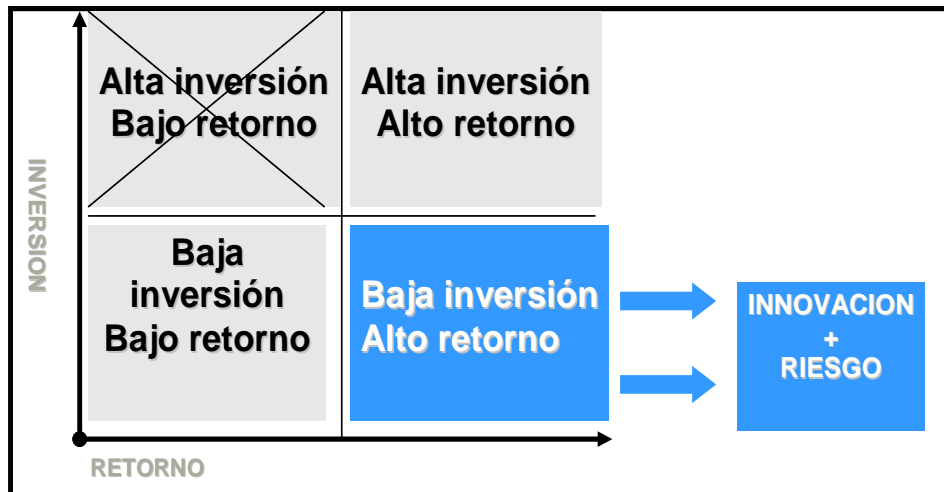 Alta inversión
Bajo retorno
Alta inversión
Alto retorno
INVERSION
Baja
inversión
Bajo retorno
Baja inversión
Alto retorno
INNOVACION
+
RIESGO
RETORNO